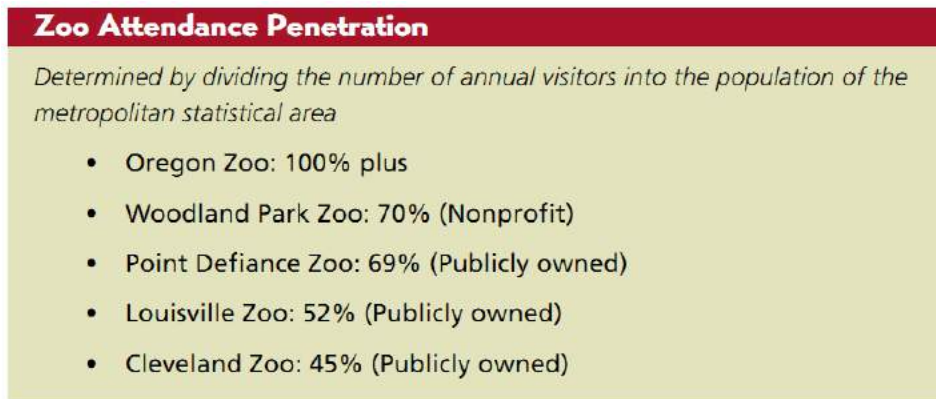 Zoo Attendance Penetration
Determined by dividing the number of annual visitors into the population of the
metropolitan statistical area
• Oregon Zoo: 100% plus
• Woodland Park Zoo: 70% (Nonprofit)
• Point Defiance Zoo: 69% (Publicly owned)
• Louisville Zoo: 52% (Publicly owned)
• Cleveland Zoo: 45% (Publicly owned)